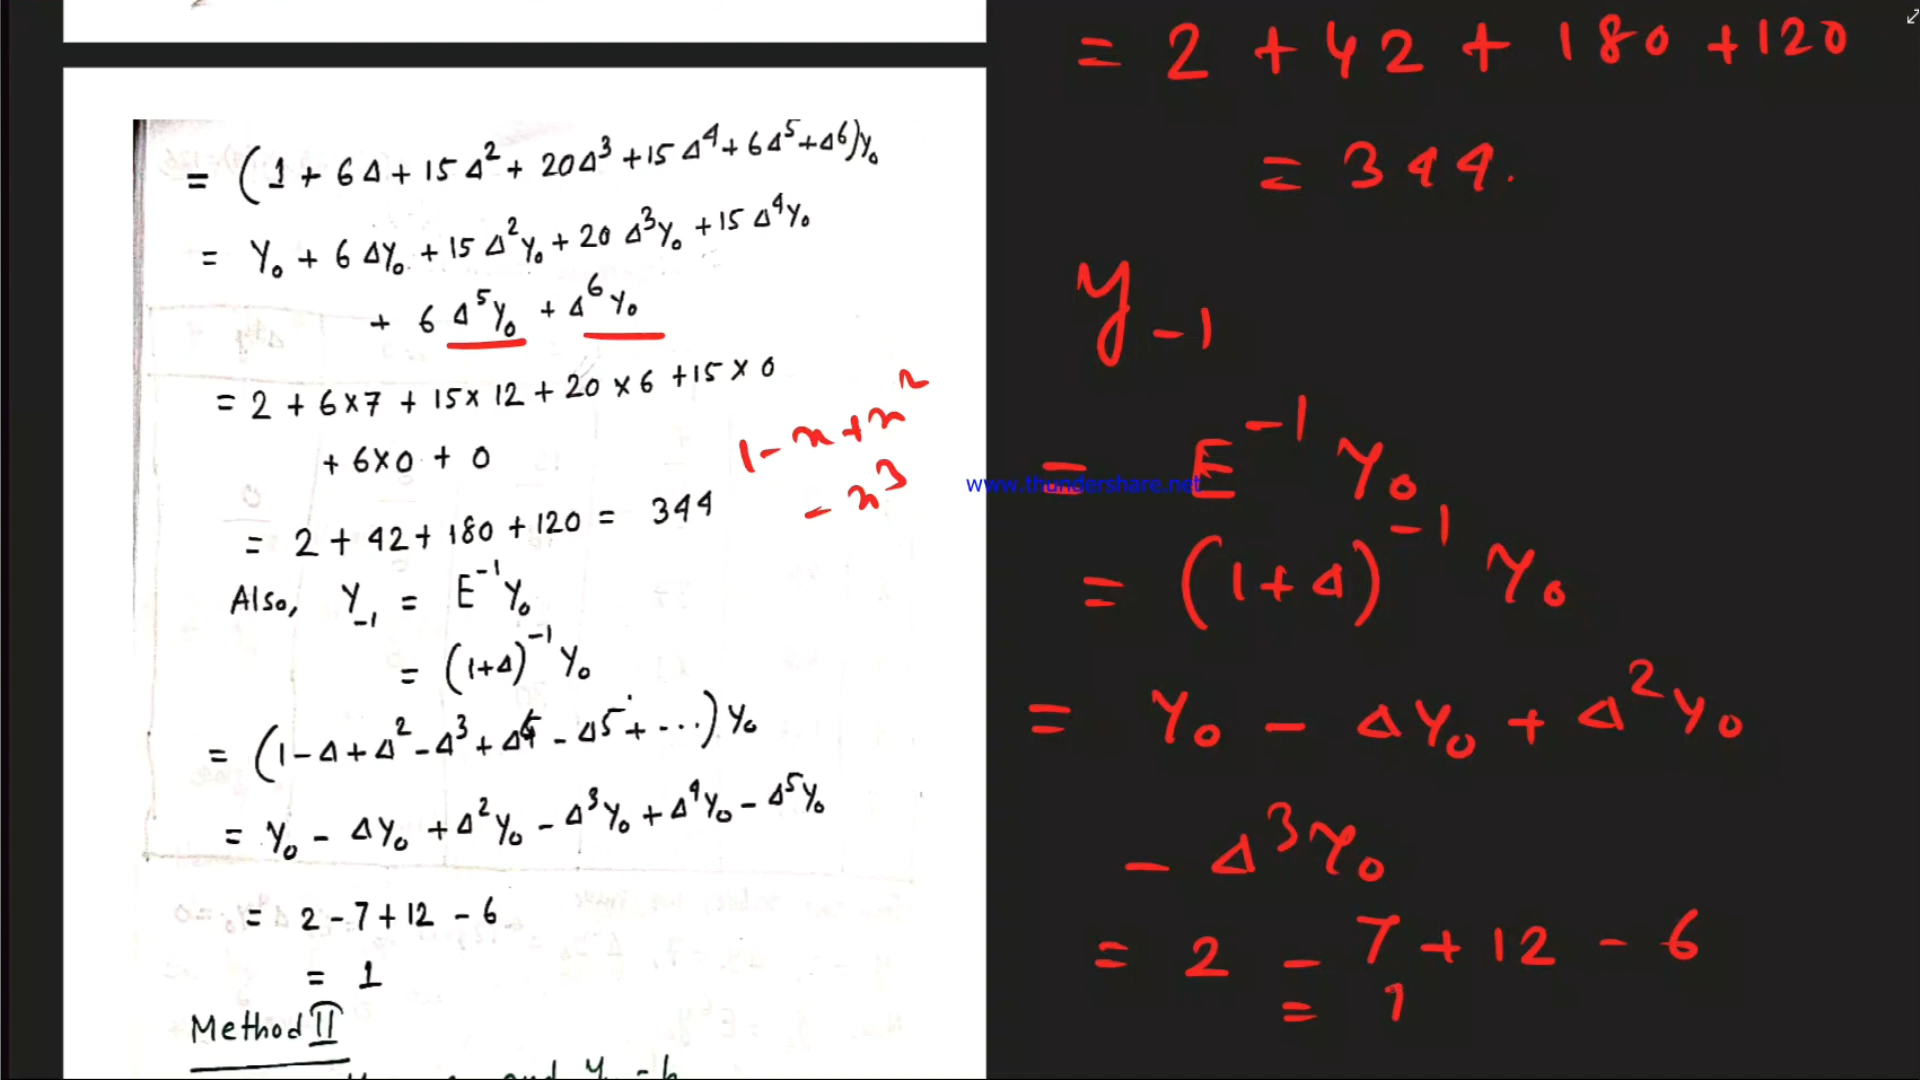 = (1 + 6Δ + 15Δ² + 20Δ³ + 15Δ⁴ + 6Δ⁵ + Δ⁶)y₀
= Y₀ + 6ΔY₀ + 15Δ²Y₀ + 20Δ³Y₀ + 15Δ⁴Y₀
+ 6Δ⁵Y₀ + Δ⁶Y₀
= 2 + 6×7 + 15×12 + 20×6 + 15×0
+ 6×0 + 0
= 2 + 42 + 180 + 120 = 344
Also, Y₋₁ = E⁻¹Y₀
= (1+Δ)⁻¹Y₀
= (1 - Δ + Δ² - Δ³ + Δ⁴ - Δ⁵ + ...)Y₀
= Y₀ - ΔY₀ + Δ²Y₀ - Δ³Y₀ + Δ⁴Y₀ - Δ⁵Y₀
= 2 - 7 + 12 - 6
= 1
Method II
1 - x + x²
- x³
www.thundershare.net
= 2 + 42 + 180 + 120
= 344.
y₋₁
= E⁻¹Y₀
= (1+Δ)⁻¹Y₀
= Y₀ - ΔY₀ + Δ²Y₀
- Δ³Y₀
= 2 - 7 + 12 - 6
= 1